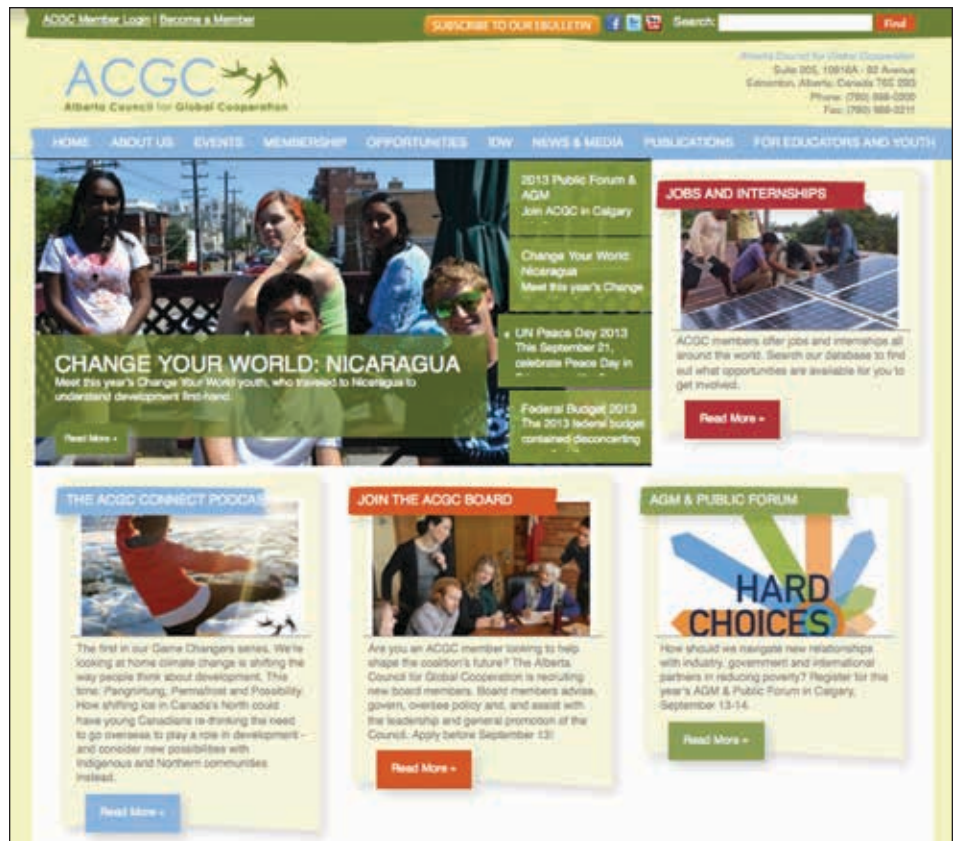 ACGC Member Login | Become a Member
SUBSCRIBE TO OUR EBULLETIN
Search:
Find
ACGC
Alberta Council for Global Cooperation
Alberta Council for Global Cooperation
Suite 205, 10816A - 82 Avenue
Edmonton, Alberta, Canada T6E 2B3
Phone: (780)
Fax: (780)
HOME ABOUT US EVENTS MEMBERSHIP OPPORTUNITIES IDW NEWS & MEDIA PUBLICATIONS FOR EDUCATORS AND YOUTH
CHANGE YOUR WORLD: NICARAGUA
Meet this year's Change Your World youth, who traveled to Nicaragua to
understand development first-hand.
Read More »
2013 Public Forum &
AGM
Join ACGC in Calgary
Change Your World:
Nicaragua
Meet this year's Change
UN Peace Day 2013
This September 21,
celebrate Peace Day in
Federal Budget 2013
The 2013 federal budget
contained disconcerting
JOBS AND INTERNSHIPS
ACGC members offer jobs and internships all
around the world. Search our database to find
out what opportunities are available for you to
get involved.
Read More »
THE ACGC CONNECT PODCAS
The first in our Game Changers series. We're
looking at home climate change is shifting the
way people think about development. This
time: Pangnirtung, Permafrost and Possibility.
How shifting ice in Canada's North could
have young Canadians re-thinking the need
to go overseas to play a role in development -
and consider new possibilities with
Indigenous and Northern communities
instead.
Read More »
JOIN THE ACGC BOARD
Are you an ACGC member looking to help
shape the coalition's future? The Alberta
Council for Global Cooperation is recruiting
new board members. Board members advise,
govern, oversee policy and, and assist with
the leadership and general promotion of the
Council. Apply before September 13!
Read More »
AGM & PUBLIC FORUM
HARD
CHOICES
How should we navigate new relationships
with industry, government and international
partners in reducing poverty? Register for this
year's AGM & Public Forum in Calgary,
September 13-14.
Read More »